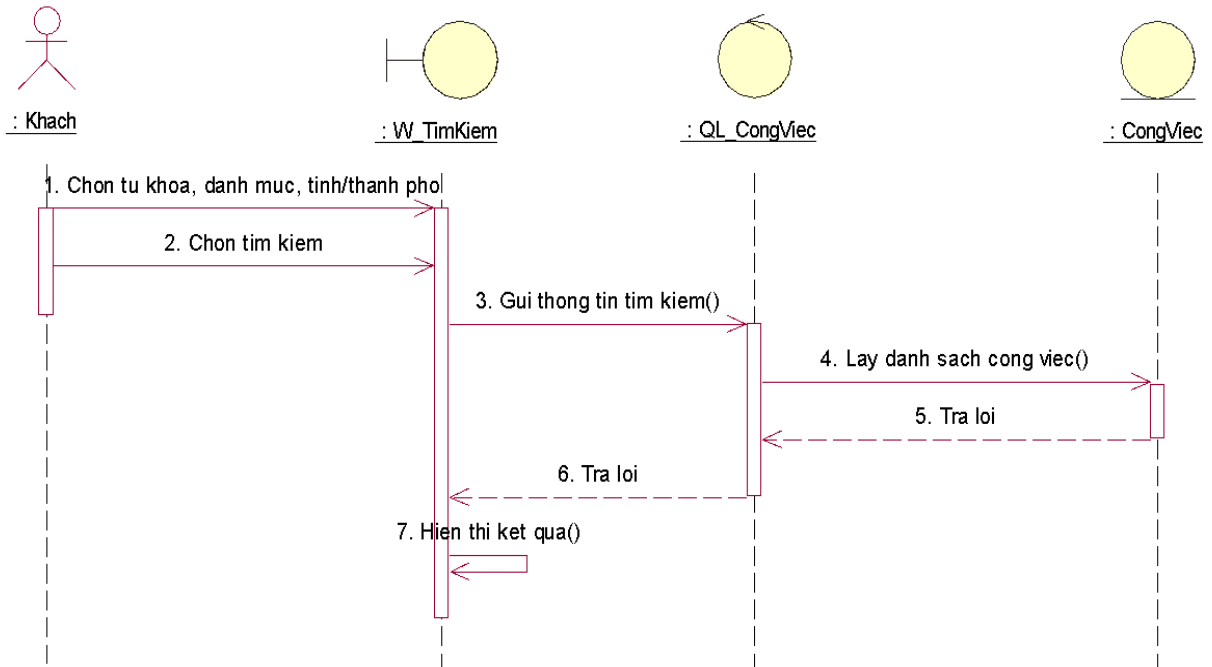 : Khach
: W_TimKiem
: QL_CongViec
: CongViec
1. Chon tu khoa, danh muc, tinh/thanh pho
2. Chon tim kiem
3. Gui thong tin tim kiem()
4. Lay danh sach cong viec()
5. Tra loi
6. Tra loi
7. Hien thi ket qua()